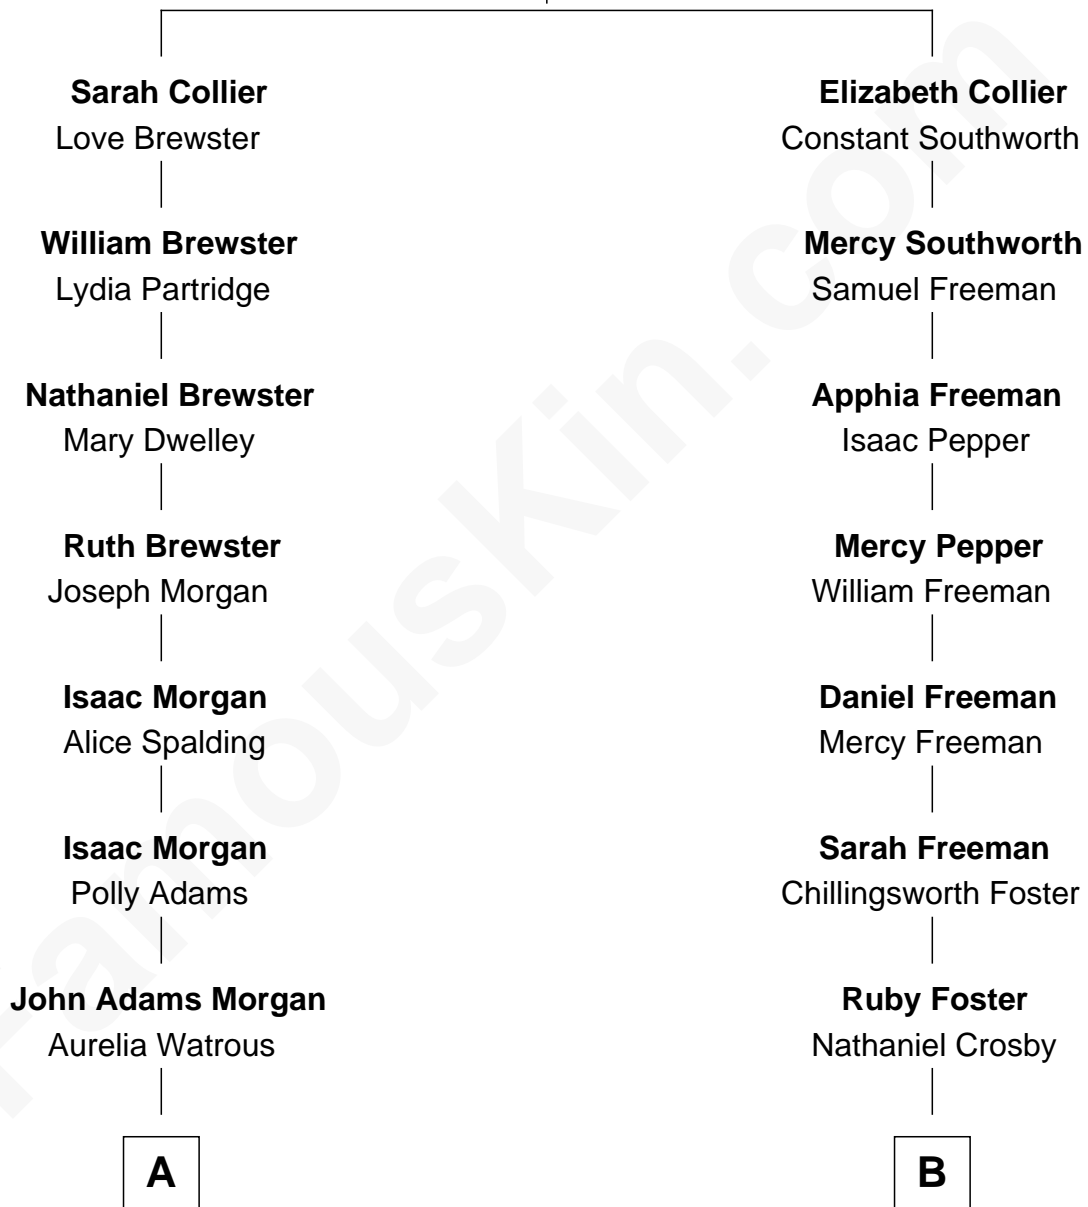 Sarah Collier
Love Brewster
William Brewster
Lydia Partridge
Nathaniel Brewster
Mary Dwelley
Ruth Brewster
Joseph Morgan
Isaac Morgan
Alice Spalding
Isaac Morgan
Polly Adams
John Adams Morgan
Aurelia Watrous
A
Elizabeth Collier
Constant Southworth
Mercy Southworth
Samuel Freeman
Apphia Freeman
Isaac Pepper
Mercy Pepper
William Freeman
Daniel Freeman
Mercy Freeman
Sarah Freeman
Chillingsworth Foster
Ruby Foster
Nathaniel Crosby
B
FamousKin.com